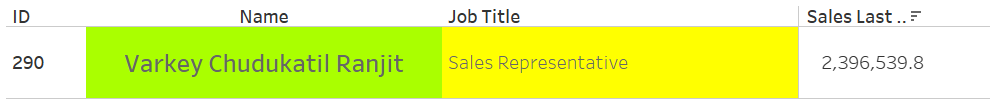 ID Name Job Title Sales Last ..
290 Varkey Chudukatil Ranjit Sales Representative 2,396,539.8